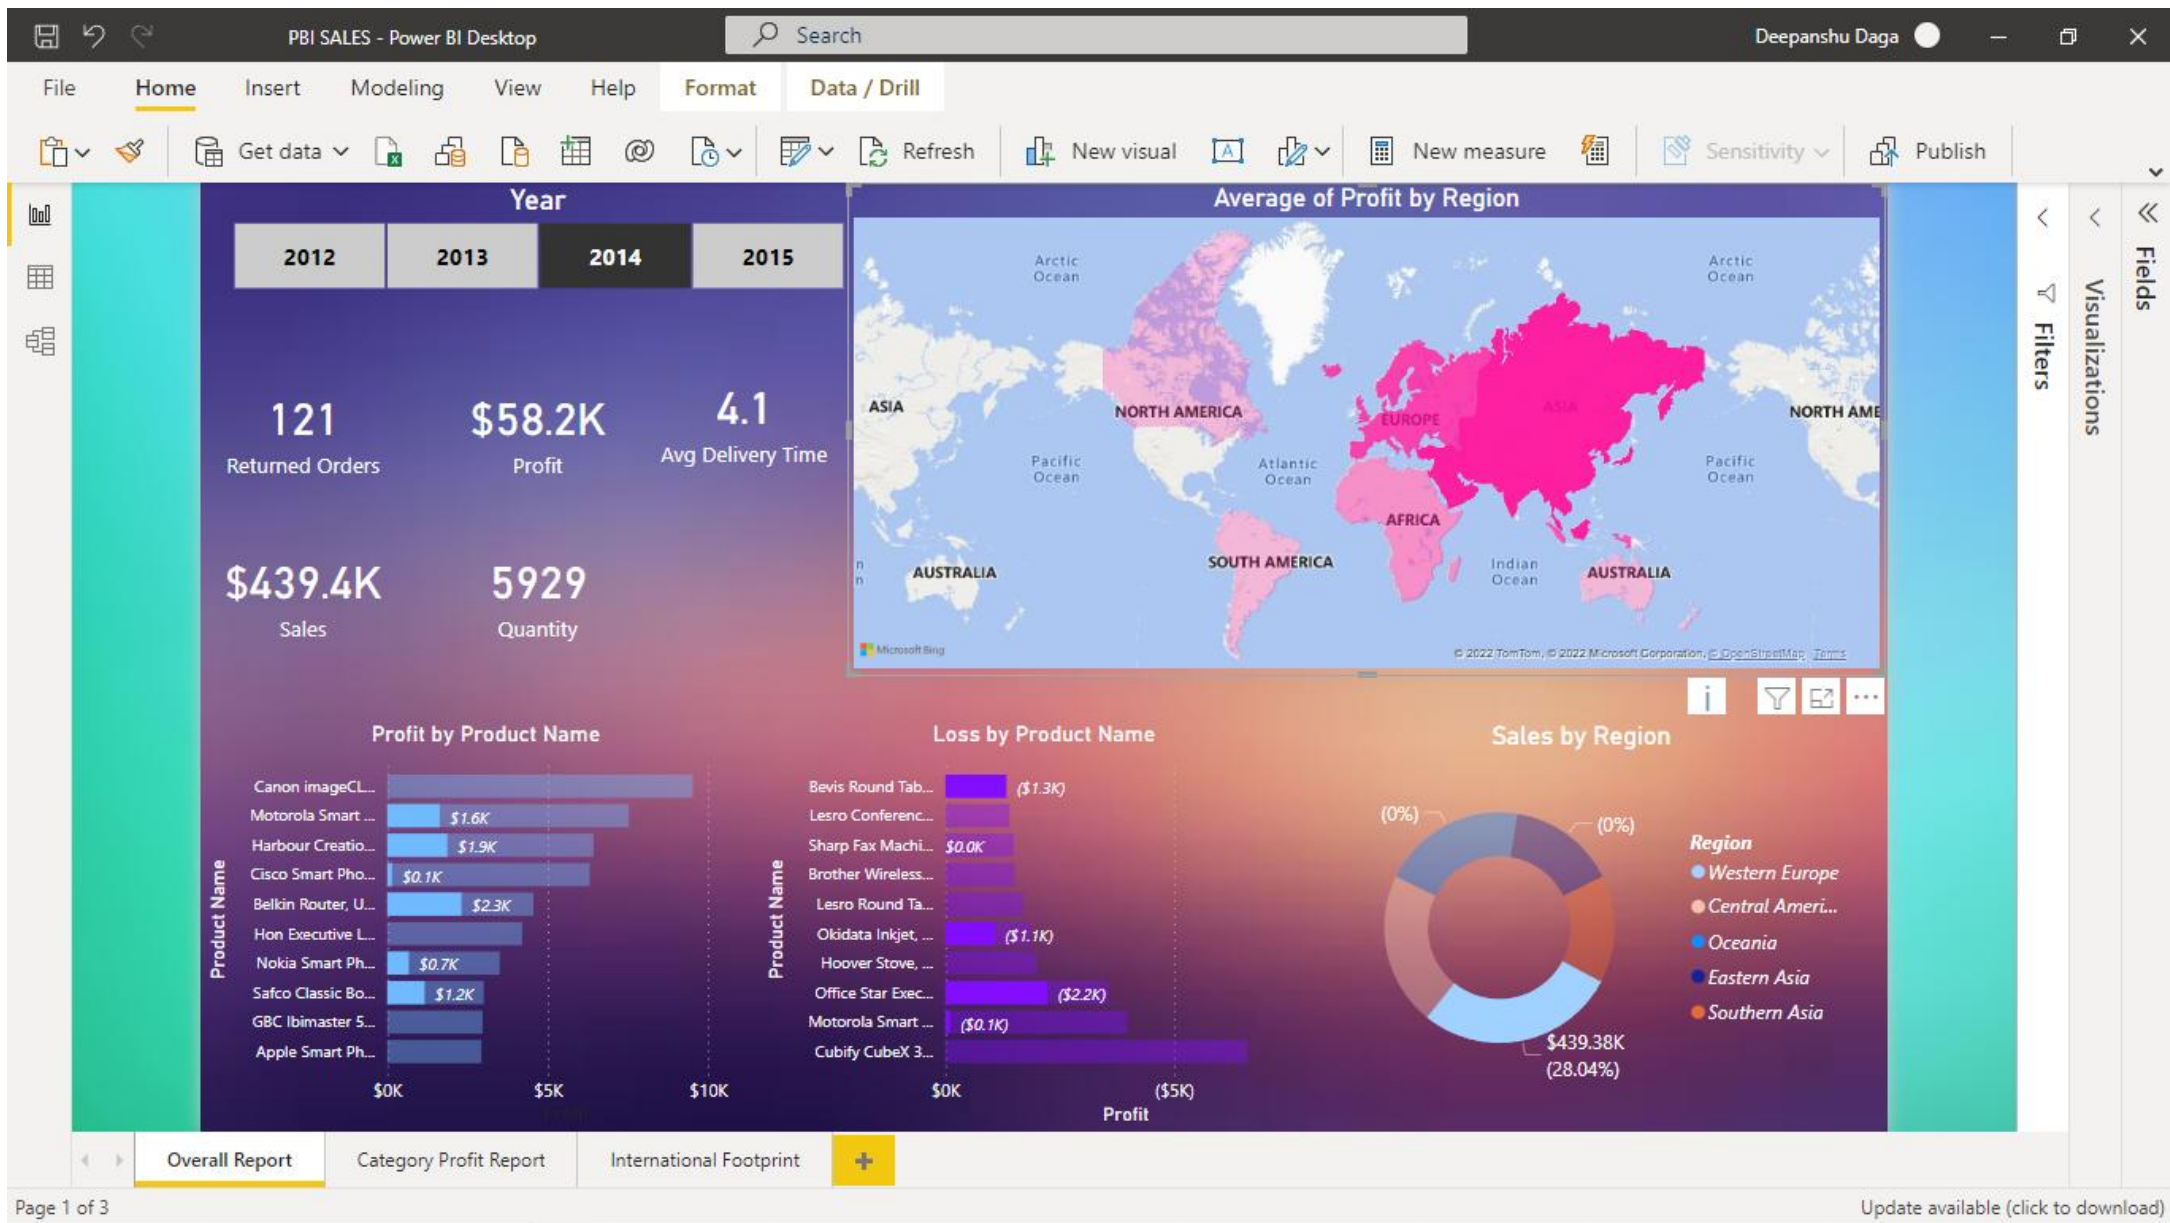 PBI SALES - Power BI Desktop
Search
Deepanshu Daga
File
Home
Insert
Modeling
View
Help
Format
Data / Drill
Get data
Refresh
New visual
A
New measure
Sensitivity
Publish
Year
2012
2013
2014
2015
121
Returned Orders
$58.2K
Profit
4.1
Avg Delivery Time
$439.4K
Sales
5929
Quantity
Average of Profit by Region
Arctic
Ocean
Arctic
Ocean
ASIA
NORTH AMERICA
EUROPE
ASIA
NORTH AME
Pacific
Ocean
Atlantic
Ocean
Pacific
Ocean
AFRICA
n
n
AUSTRALIA
SOUTH AMERICA
Indian
Ocean
AUSTRALIA
Microsoft Bing
© 2022 TomTom, © 2022 Microsoft Corporation, © OpenStreetMap Terms
Filters
Visualizations
Fields
Profit by Product Name
Product Name
Canon imageCL...
Motorola Smart ... $1.6K
Harbour Creatio... $1.9K
Cisco Smart Pho... $0.1K
Belkin Router, U... $2.3K
Hon Executive L...
Nokia Smart Ph... $0.7K
Safco Classic Bo... $1.2K
GBC Ibimaster 5...
Apple Smart Ph...
$0K $5K $10K
Loss by Product Name
Product Name
Bevis Round Tab... ($1.3K)
Lesro Conferenc...
Sharp Fax Machi... $0.0K
Brother Wireless...
Lesro Round Ta...
Okidata Inkjet, ... ($1.1K)
Hoover Stove, ...
Office Star Exec... ($2.2K)
Motorola Smart ... ($0.1K)
Cubify CubeX 3...
$0K ($5K)
Profit
Sales by Region
(0%)
(0%)
$439.38K
(28.04%)
Region
Western Europe
Central Ameri...
Oceania
Eastern Asia
Southern Asia
Overall Report
Category Profit Report
International Footprint
Page 1 of 3
Update available (click to download)